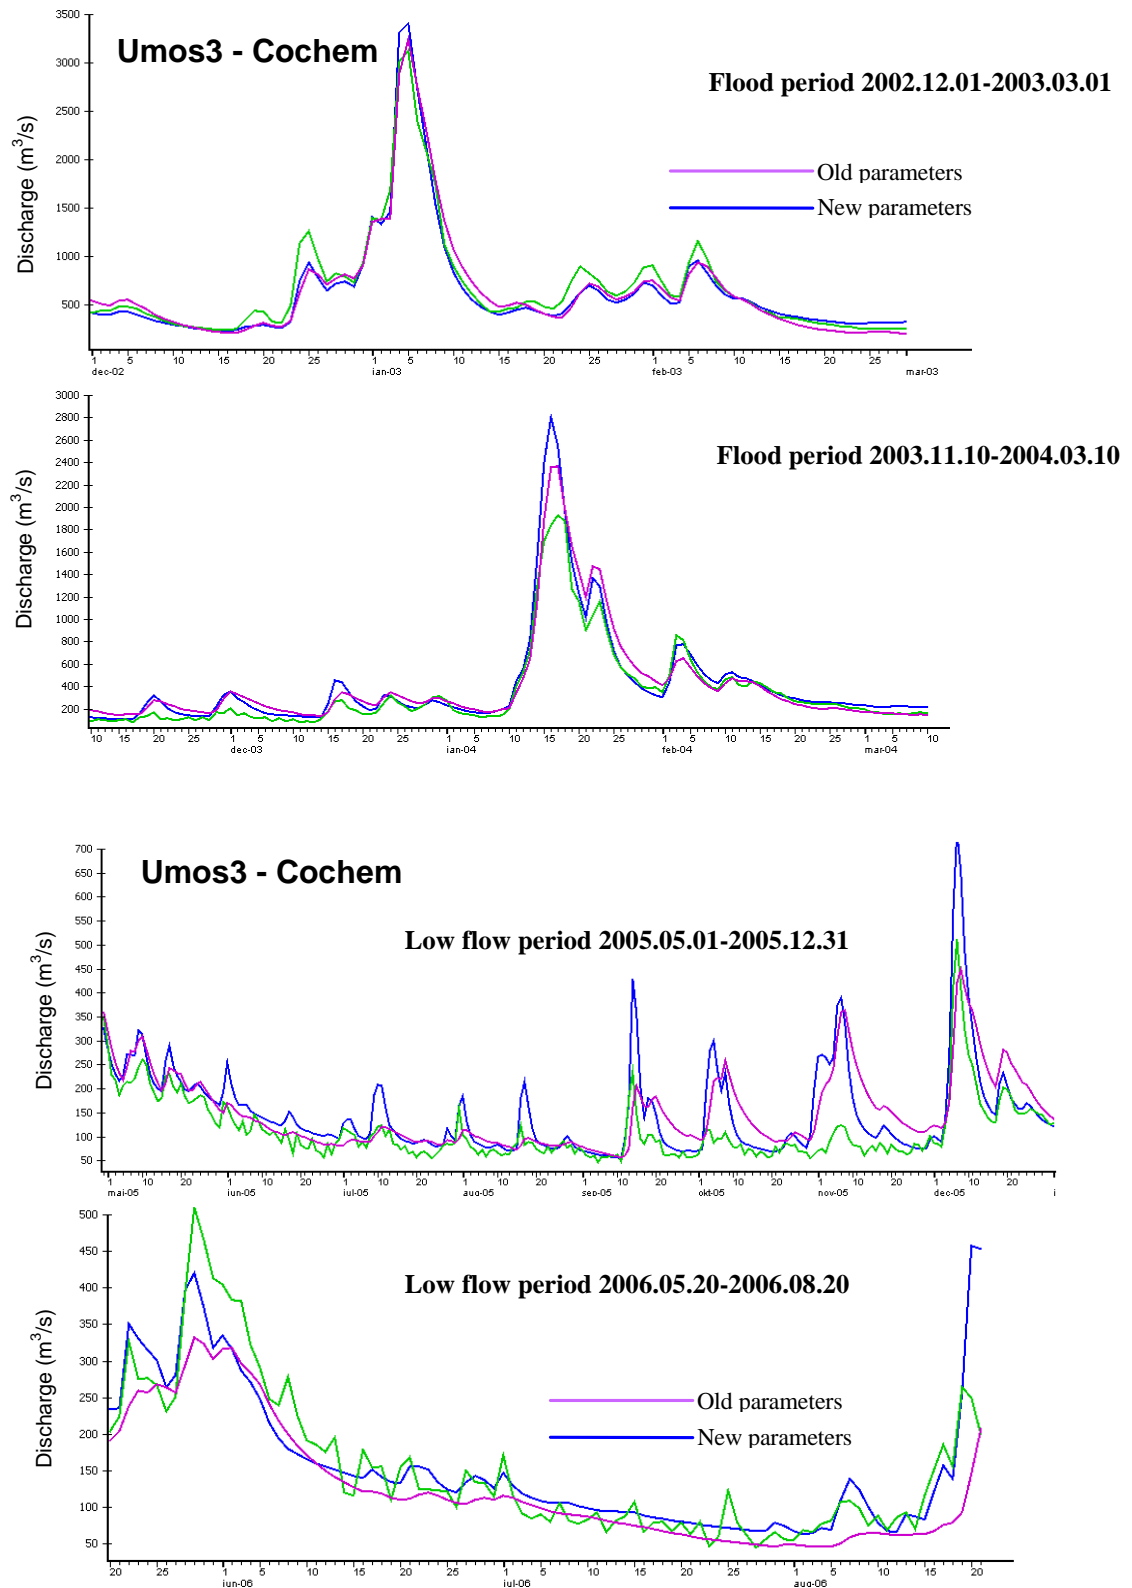 Umos3 - Cochem
Flood period 2002.12.01-2003.03.01
Discharge (m³/s)
3500
3000
2500
2000
1500
1000
500
Old parameters
New parameters
1 5 10 15 20 25 1 5 10 15 20 25 1 5 10 15 20 25
dec-02 ian-03 feb-03 mar-03
Flood period 2003.11.10-2004.03.10
Discharge (m³/s)
3000
2800
2600
2400
2200
2000
1800
1600
1400
1200
1000
800
600
400
200
10 15 20 25 1 5 10 15 20 25 1 5 10 15 20 25 1 5 10 15 20 25 1 5 10
dec-03 ian-04 feb-04 mar-04
Umos3 - Cochem
Low flow period 2005.05.01-2005.12.31
Discharge (m³/s)
700
650
600
550
500
450
400
350
300
250
200
150
100
50
1 10 20 1 10 20 1 10 20 1 10 20 1 10 20 1 10 20 1 10 20 1 10 20
mai-05 iun-05 iul-05 aug-05 sep-05 okt-05 nov-05 dec-05 i
Low flow period 2006.05.20-2006.08.20
Discharge (m³/s)
500
450
400
350
300
250
200
150
100
50
Old parameters
New parameters
20 25 1 5 10 15 20 25 1 5 10 15 20 25 1 5 10 15 20
iun-06 iul-06 aug-06